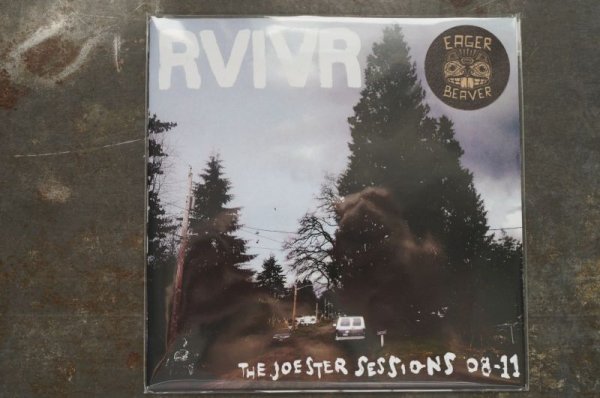 RVIVR
EAGER
BEAVER
THE JOESTER SESSIONS '08-11